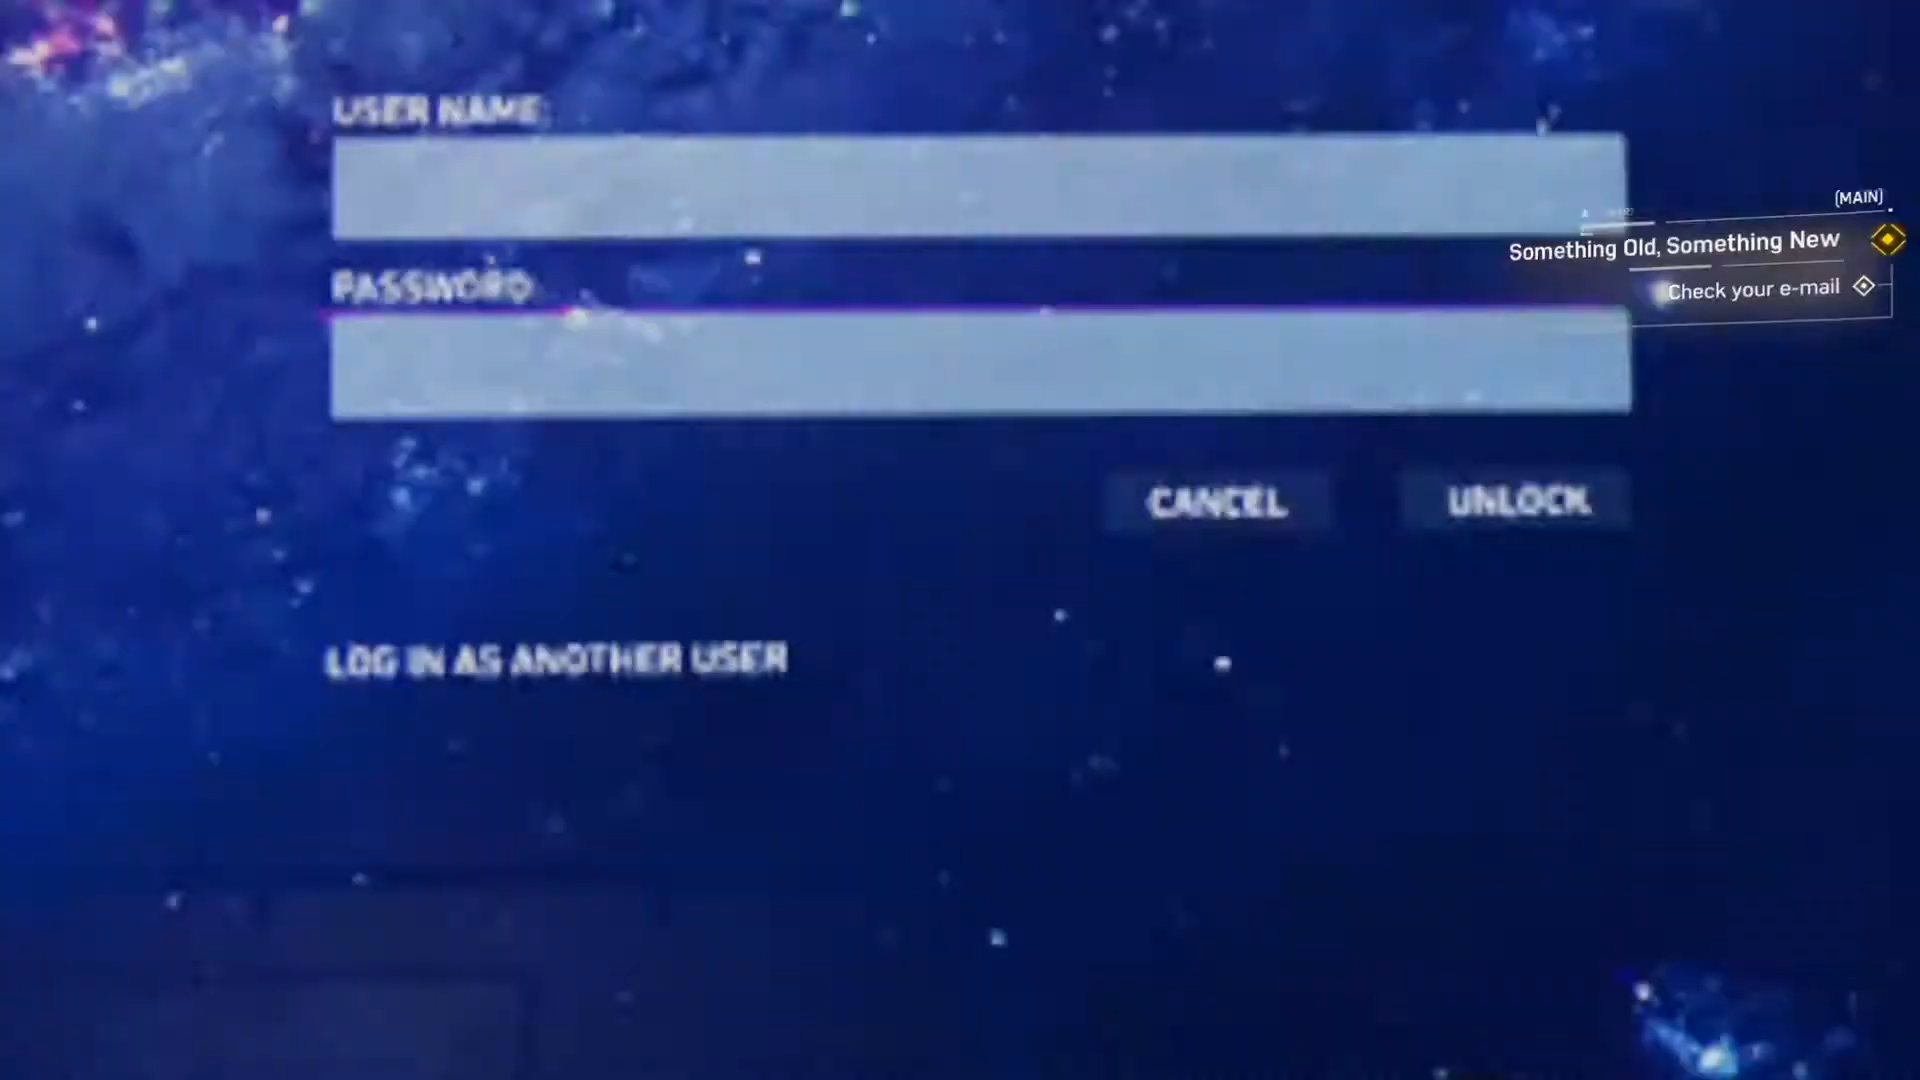 USER NAME:
PASSWORD
[MAIN]
Something Old, Something New
Check your e-mail
CANCEL
UNLOCK
LOG IN AS ANOTHER USER